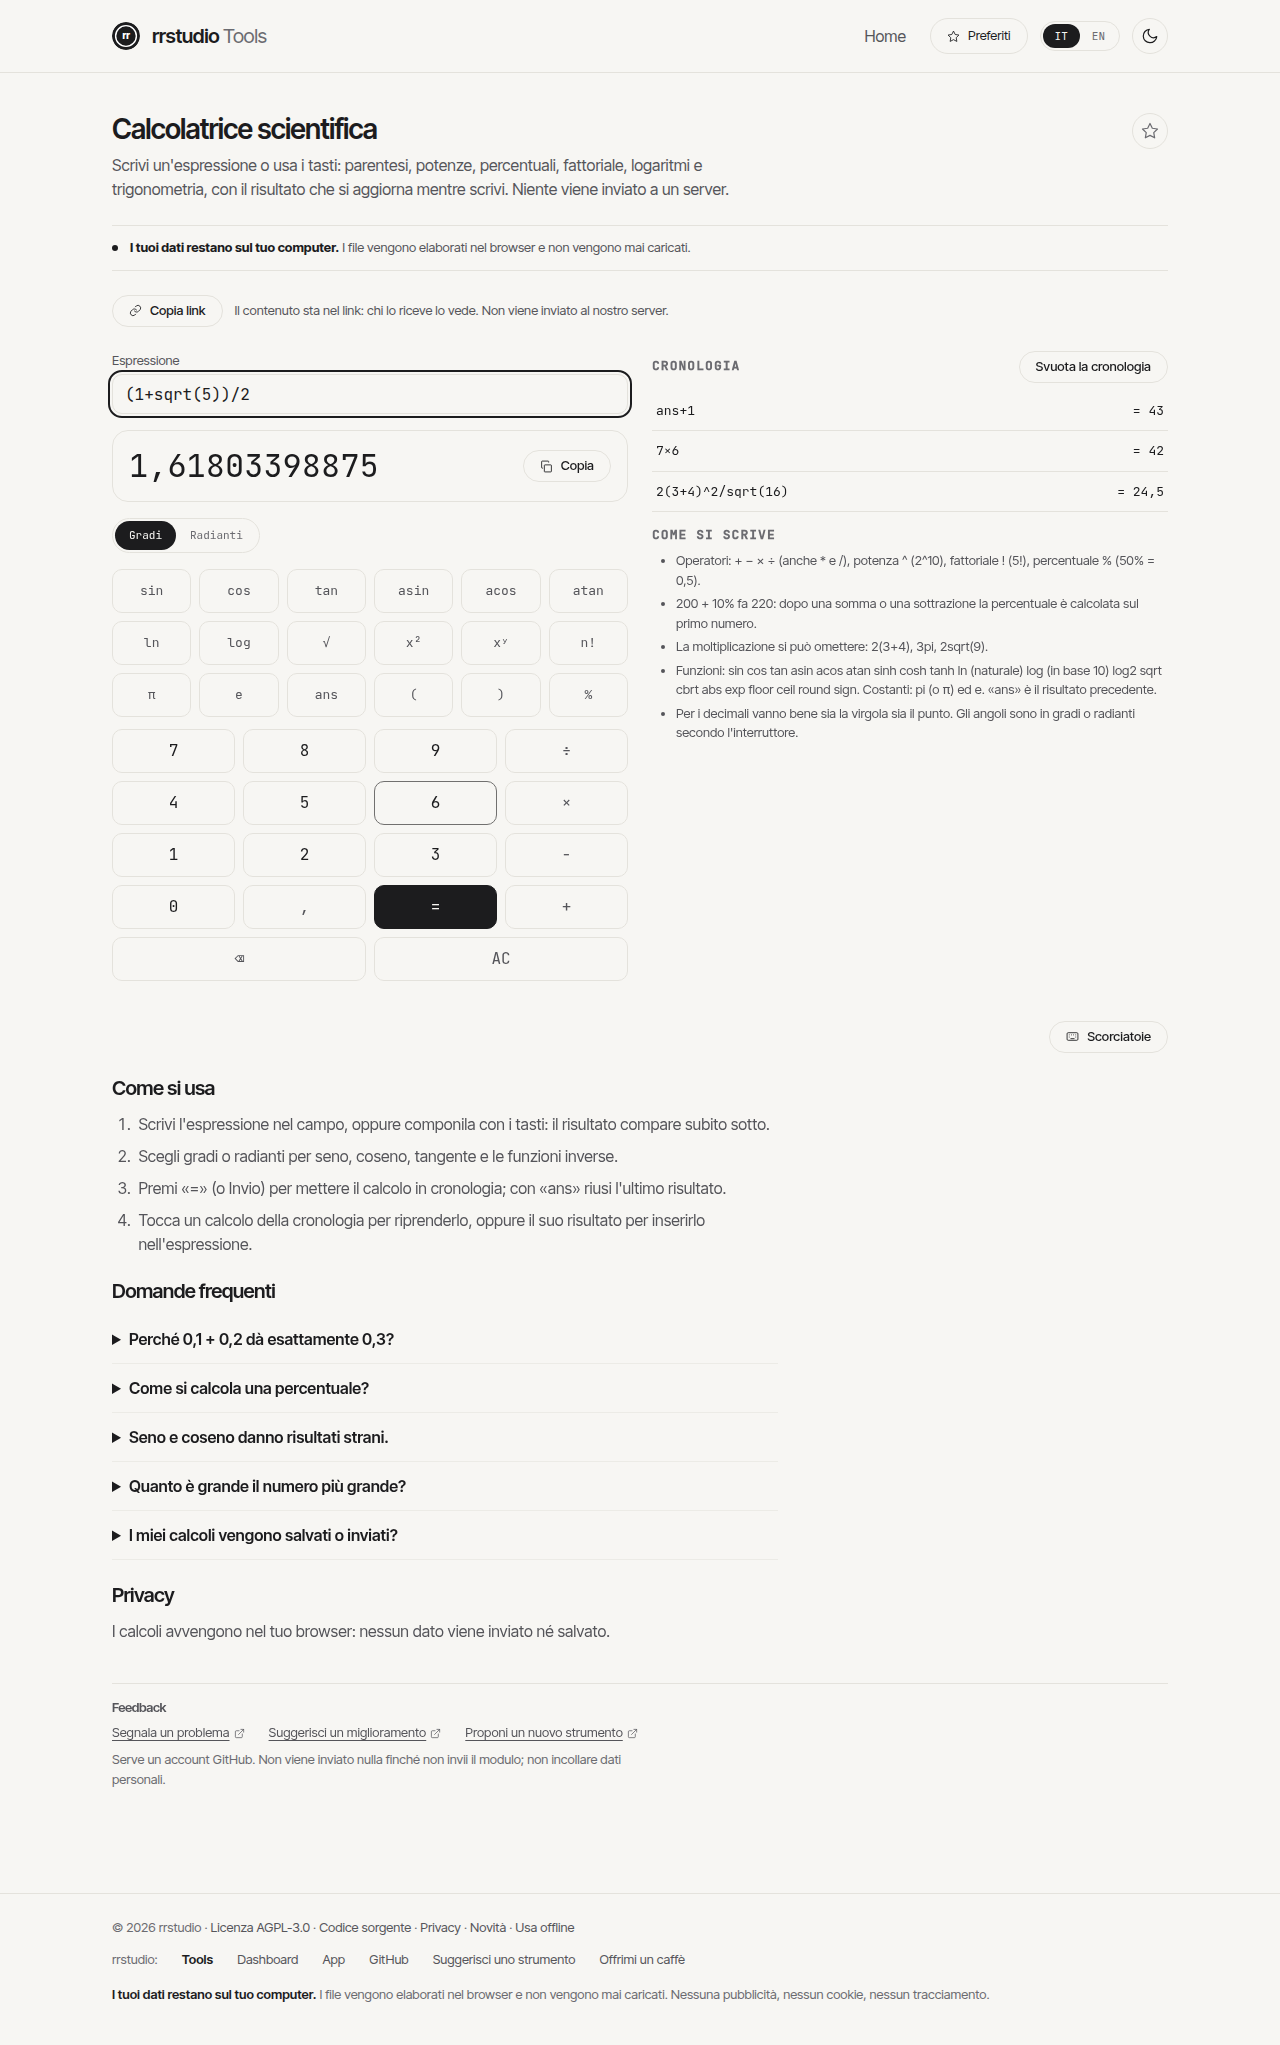 rr rrstudio Tools
Home
Preferiti
IT EN
Calcolatrice scientifica
Scrivi un'espressione o usa i tasti: parentesi, potenze, percentuali, fattoriale, logaritmi e
trigonometria, con il risultato che si aggiorna mentre scrivi. Niente viene inviato a un server.
I tuoi dati restano sul tuo computer. I file vengono elaborati nel browser e non vengono mai caricati.
Copia link
Il contenuto sta nel link: chi lo riceve lo vede. Non viene inviato al nostro server.
Espressione
(1+sqrt(5))/2
1,61803398875
Copia
Gradi Radianti
sin cos tan asin acos atan
ln log √ x² xʸ n!
π e ans ( ) %
7 8 9 ÷
4 5 6 ×
1 2 3 -
0 , = +
⌫ AC
CRONOLOGIA
Svuota la cronologia
ans+1 = 43
7×6 = 42
2(3+4)^2/sqrt(16) = 24,5
COME SI SCRIVE
• Operatori: + − × ÷ (anche * e /), potenza ^ (2^10), fattoriale ! (5!), percentuale % (50% =
0,5).
• 200 + 10% fa 220: dopo una somma o una sottrazione la percentuale è calcolata sul
primo numero.
• La moltiplicazione si può omettere: 2(3+4), 3pi, 2sqrt(9).
• Funzioni: sin cos tan asin acos atan sinh cosh tanh ln (naturale) log (in base 10) log2 sqrt
cbrt abs exp floor ceil round sign. Costanti: pi (o π) ed e. «ans» è il risultato precedente.
• Per i decimali vanno bene sia la virgola sia il punto. Gli angoli sono in gradi o radianti
secondo l'interruttore.
Scorciatoie
Come si usa
1. Scrivi l'espressione nel campo, oppure componila con i tasti: il risultato compare subito sotto.
2. Scegli gradi o radianti per seno, coseno, tangente e le funzioni inverse.
3. Premi «=» (o Invio) per mettere il calcolo in cronologia; con «ans» riusi l'ultimo risultato.
4. Tocca un calcolo della cronologia per riprenderlo, oppure il suo risultato per inserirlo
nell'espressione.
Domande frequenti
Perché 0,1 + 0,2 dà esattamente 0,3?
Come si calcola una percentuale?
Seno e coseno danno risultati strani.
Quanto è grande il numero più grande?
I miei calcoli vengono salvati o inviati?
Privacy
I calcoli avvengono nel tuo browser: nessun dato viene inviato né salvato.
Feedback
Segnala un problema Suggerisci un miglioramento Proponi un nuovo strumento
Serve un account GitHub. Non viene inviato nulla finché non invii il modulo; non incollare dati
personali.
© 2026 rrstudio · Licenza AGPL-3.0 · Codice sorgente · Privacy · Novità · Usa offline
rrstudio: Tools Dashboard App GitHub Suggerisci uno strumento Offrimi un caffè
I tuoi dati restano sul tuo computer. I file vengono elaborati nel browser e non vengono mai caricati. Nessuna pubblicità, nessun cookie, nessun tracciamento.